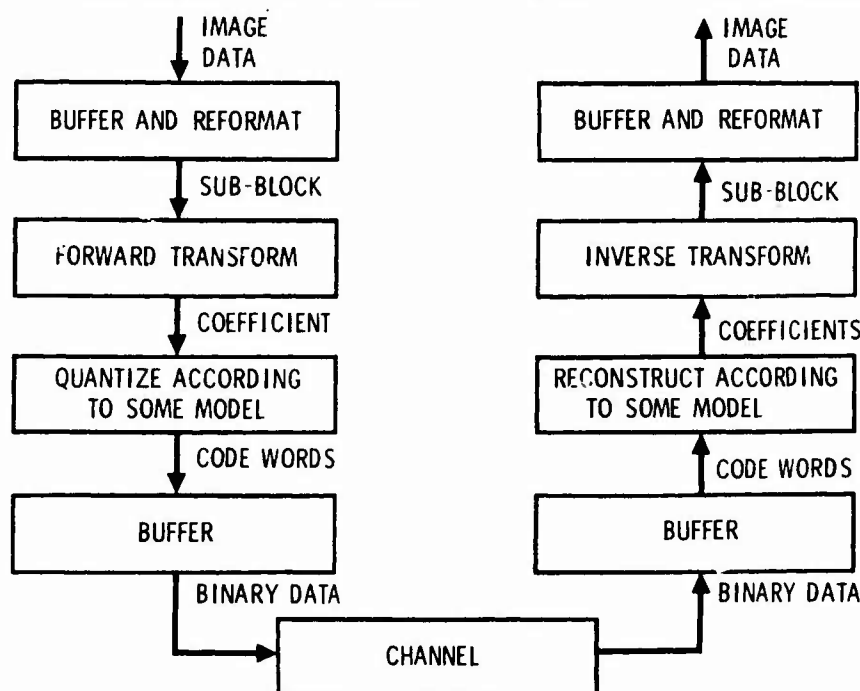 IMAGE
DATA
BUFFER AND REFORMAT
SUB-BLOCK
FORWARD TRANSFORM
COEFFICIENT
QUANTIZE ACCORDING
TO SOME MODEL
CODE WORDS
BUFFER
BINARY DATA
CHANNEL
IMAGE
DATA
BUFFER AND REFORMAT
SUB-BLOCK
INVERSE TRANSFORM
COEFFICIENTS
RECONSTRUCT ACCORDING
TO SOME MODEL
CODE WORDS
BUFFER
BINARY DATA